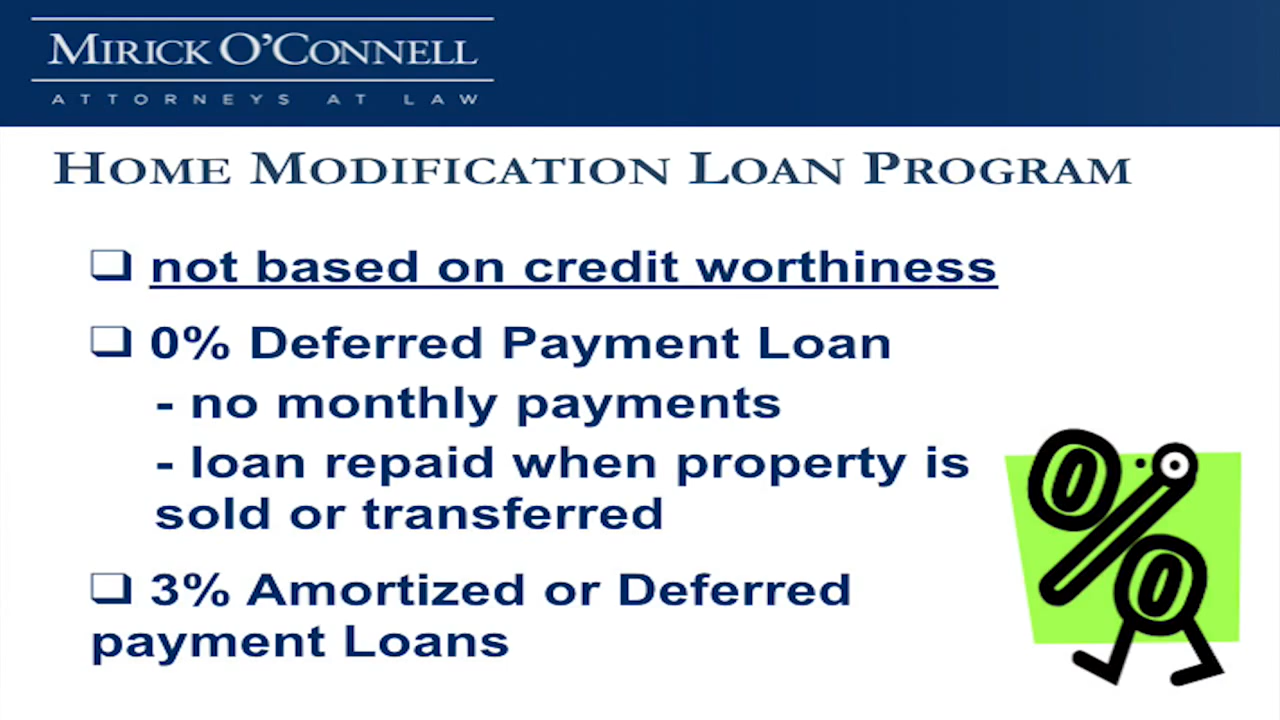 MIRICK O'CONNELL
ATTORNEYS AT LAW
HOME MODIFICATION LOAN PROGRAM
❑ not based on credit worthiness
❑ 0% Deferred Payment Loan
- no monthly payments
- loan repaid when property is
sold or transferred
❑ 3% Amortized or Deferred
payment Loans